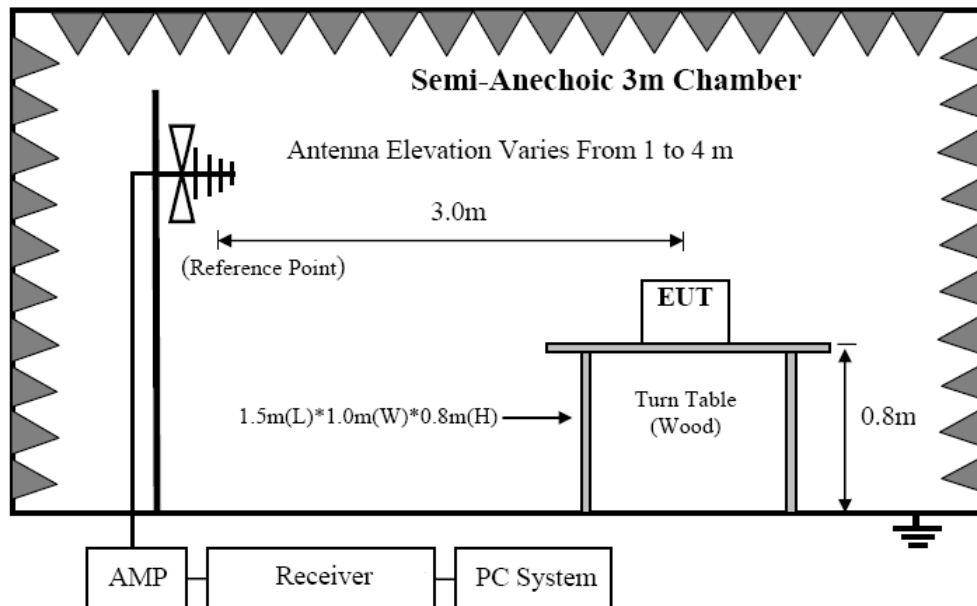 Semi-Anechoic 3m Chamber
Antenna Elevation Varies From 1 to 4 m
3.0m
(Reference Point)
EUT
1.5m(L)*1.0m(W)*0.8m(H)
Turn Table
(Wood)
0.8m
AMP
Receiver
PC System